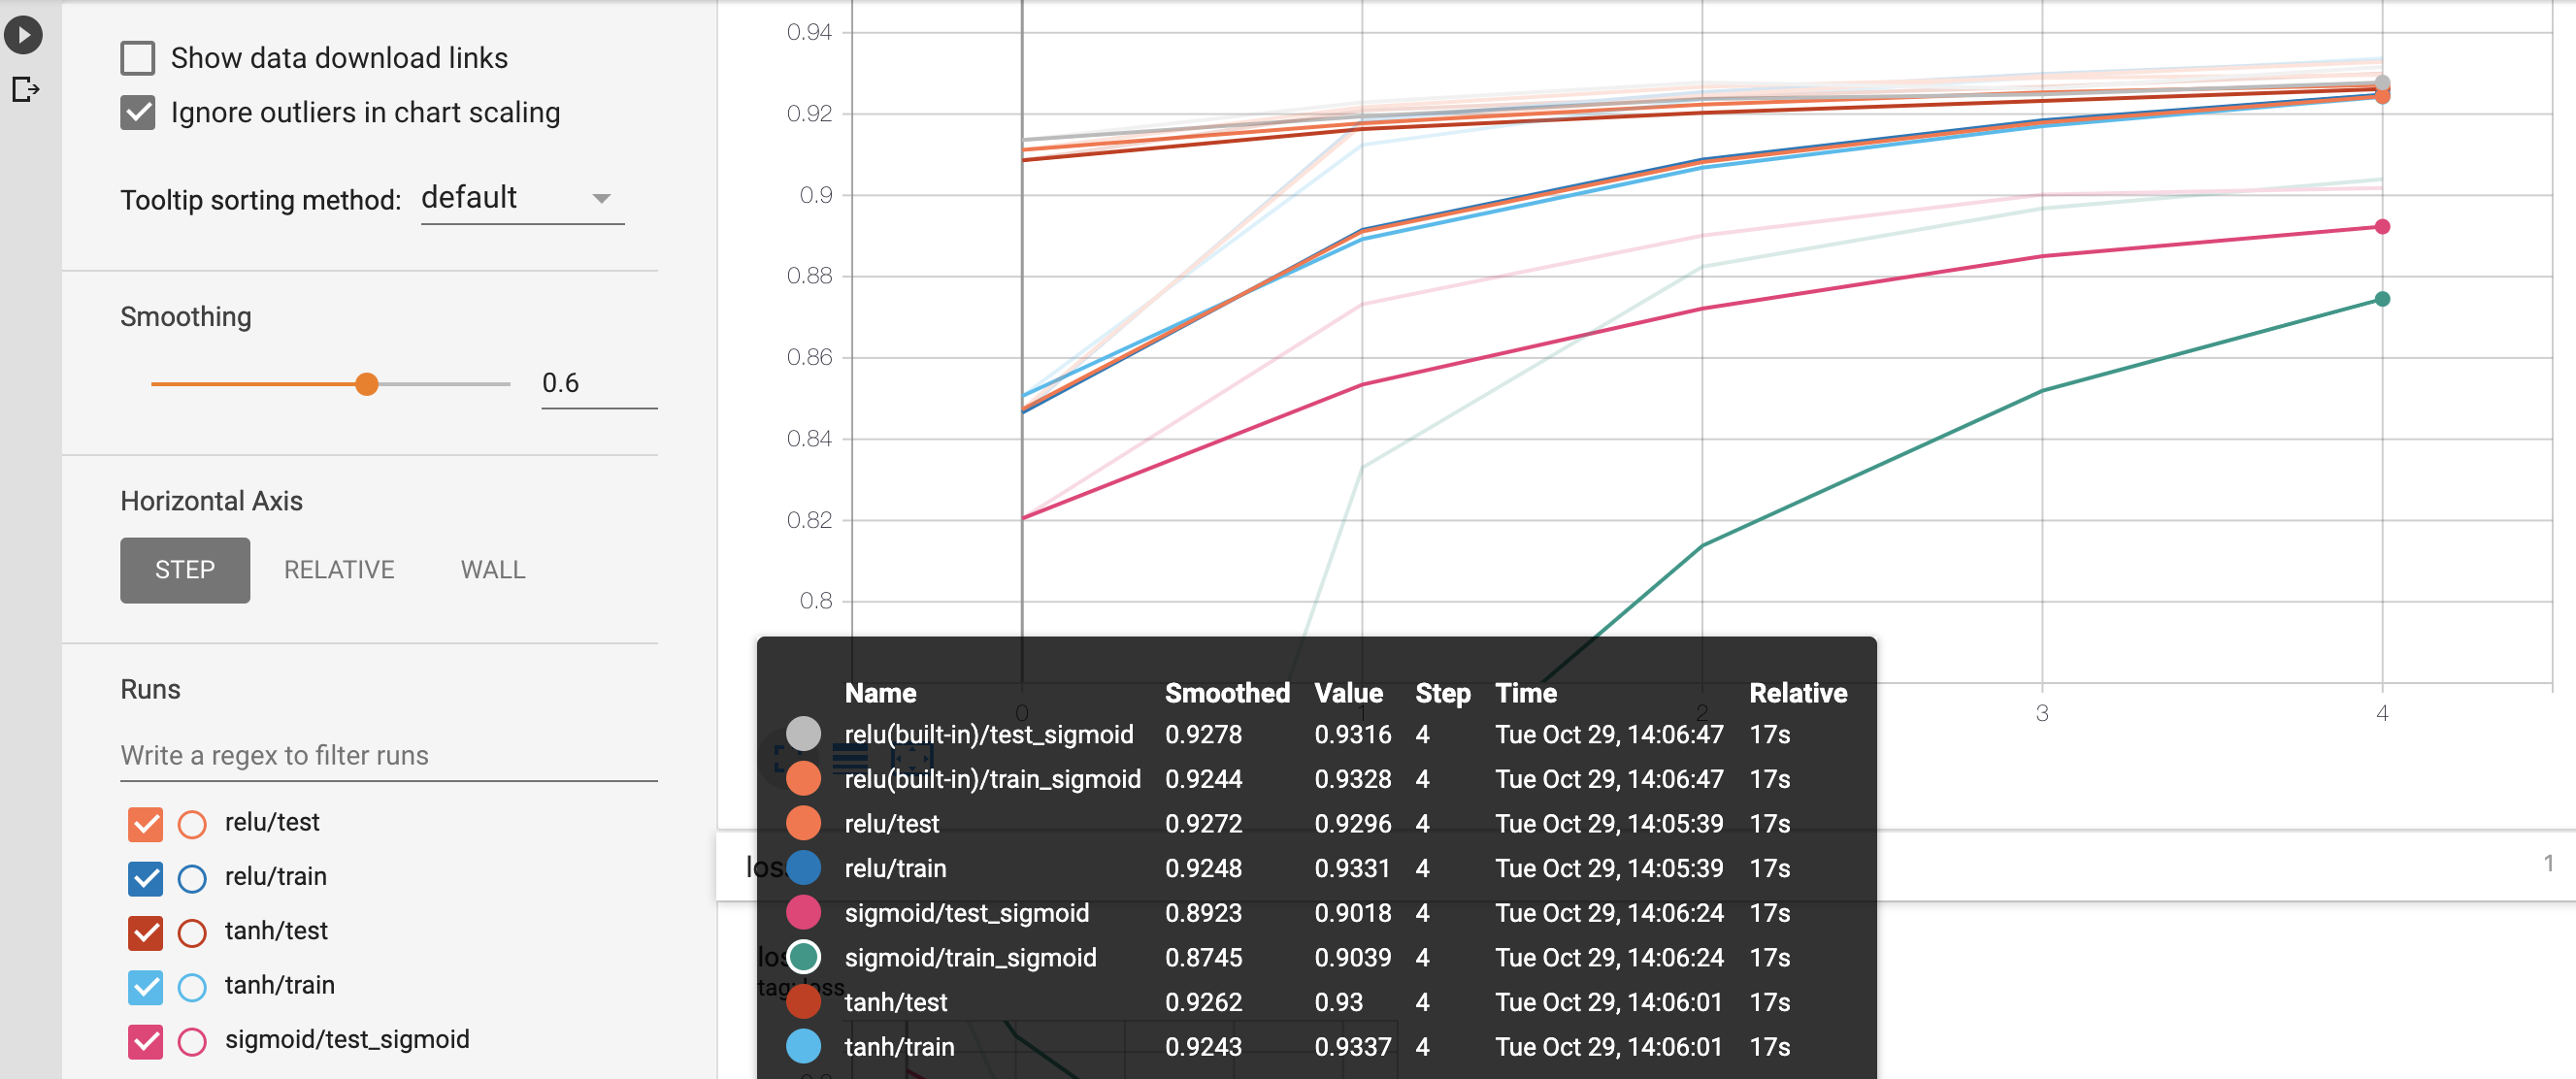 Show data download links
Ignore outliers in chart scaling
Tooltip sorting method: default
Smoothing
0.6
Horizontal Axis
STEP RELATIVE WALL
Runs
Write a regex to filter runs
relu/test
relu/train
tanh/test
tanh/train
sigmoid/test_sigmoid
0.94
0.92
0.9
0.88
0.86
0.84
0.82
0.8
0 1 2 3 4
Name Smoothed Value Step Time Relative
relu(built-in)/test_sigmoid 0.9278 0.9316 4 Tue Oct 29, 14:06:47 17s
relu(built-in)/train_sigmoid 0.9244 0.9328 4 Tue Oct 29, 14:06:47 17s
relu/test 0.9272 0.9296 4 Tue Oct 29, 14:05:39 17s
relu/train 0.9248 0.9331 4 Tue Oct 29, 14:05:39 17s
sigmoid/test_sigmoid 0.8923 0.9018 4 Tue Oct 29, 14:06:24 17s
sigmoid/train_sigmoid 0.8745 0.9039 4 Tue Oct 29, 14:06:24 17s
tanh/test 0.9262 0.93 4 Tue Oct 29, 14:06:01 17s
tanh/train 0.9243 0.9337 4 Tue Oct 29, 14:06:01 17s
1